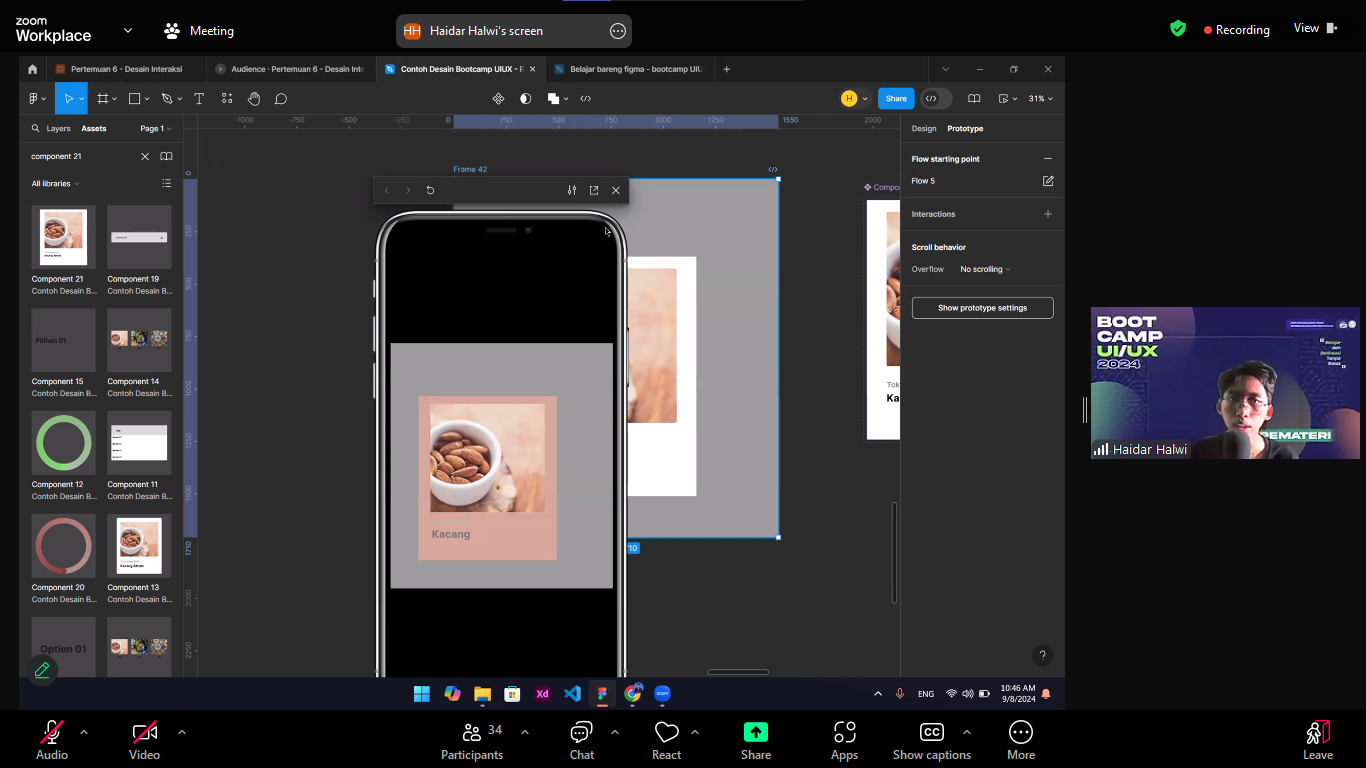 zoom
Workplace
Meeting
HH Haidar Halwi's screen
Recording
View
Pertemuan 6 - Desain Interaksi
Audience - Pertemuan 6 - Desain Inte
Contoh Desain Bootcamp UIUX - F
Belajar bareng figma - bootcamp UIU
H
Share
31%
Layers
Assets
Page 1
-1000 -750 -500 -250 0 250 500 750 1000 1250 1550 2000
Design
Prototype
component 21
All libraries
Frame 42
Compo
Flow starting point
Flow 5
Interactions
Scroll behavior
Overflow
No scrolling
Show prototype settings
0
250
500
750
1000
1250
1500
1710
2000
2250
Component 21
Contoh Desain B...
Component 19
Contoh Desain B...
Pilihan 01
Component 15
Contoh Desain B...
Component 14
Contoh Desain B...
Component 12
Contoh Desain B...
Component 11
Contoh Desain B...
Component 20
Contoh Desain B...
Kacang Almon
Component 13
Contoh Desain B...
Option 01
Kacang
Tok
Ka
710
BOOT
CAMP
UI/UX
2024
Belajar
dan
Berkreasi
Tanpa
Batas
PEMATERI
Haidar Halwi
Xd
zoom
ENG
10:46 AM
9/8/2024
Audio
Video
34
Participants
Chat
React
Share
Apps
CC
Show captions
More
Leave